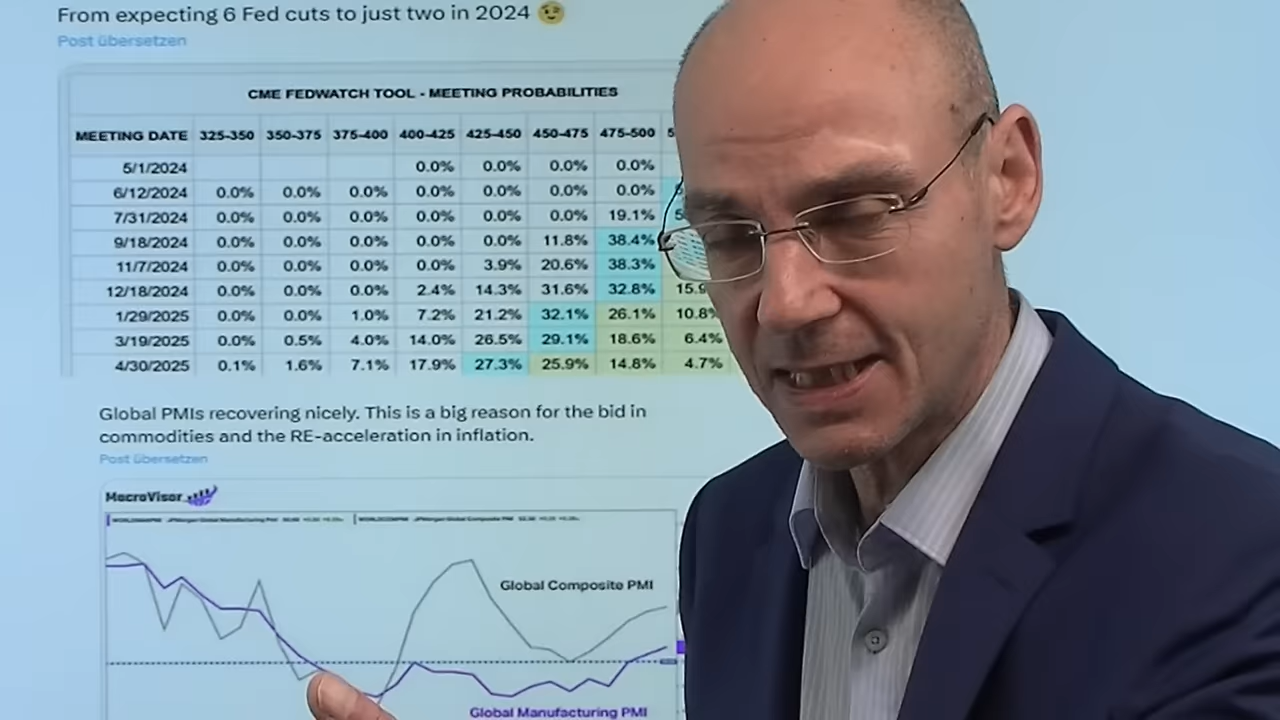 From expecting 6 Fed cuts to just two in 2024 😉
Post übersetzen
CME FEDWATCH TOOL - MEETING PROBABILITIES
MEETING DATE 325-350 350-375 375-400 400-425 425-450 450-475 475-500 5
5/1/2024 0.0% 0.0% 0.0% 0.0%
6/12/2024 0.0% 0.0% 0.0% 0.0% 0.0% 0.0% 0.0%
7/31/2024 0.0% 0.0% 0.0% 0.0% 0.0% 0.0% 19.1% 5
9/18/2024 0.0% 0.0% 0.0% 0.0% 0.0% 11.8% 38.4%
11/7/2024 0.0% 0.0% 0.0% 0.0% 3.9% 20.6% 38.3%
12/18/2024 0.0% 0.0% 0.0% 2.4% 14.3% 31.6% 32.8% 15.9
1/29/2025 0.0% 0.0% 1.0% 7.2% 21.2% 32.1% 26.1% 10.8%
3/19/2025 0.0% 0.5% 4.0% 14.0% 26.5% 29.1% 18.6% 6.4%
4/30/2025 0.1% 1.6% 7.1% 17.9% 27.3% 25.9% 14.8% 4.7%
Global PMIs recovering nicely. This is a big reason for the bid in
commodities and the RE-acceleration in inflation.
Post übersetzen
MacroVisor
Global Composite PMI
Global Manufacturing PMI